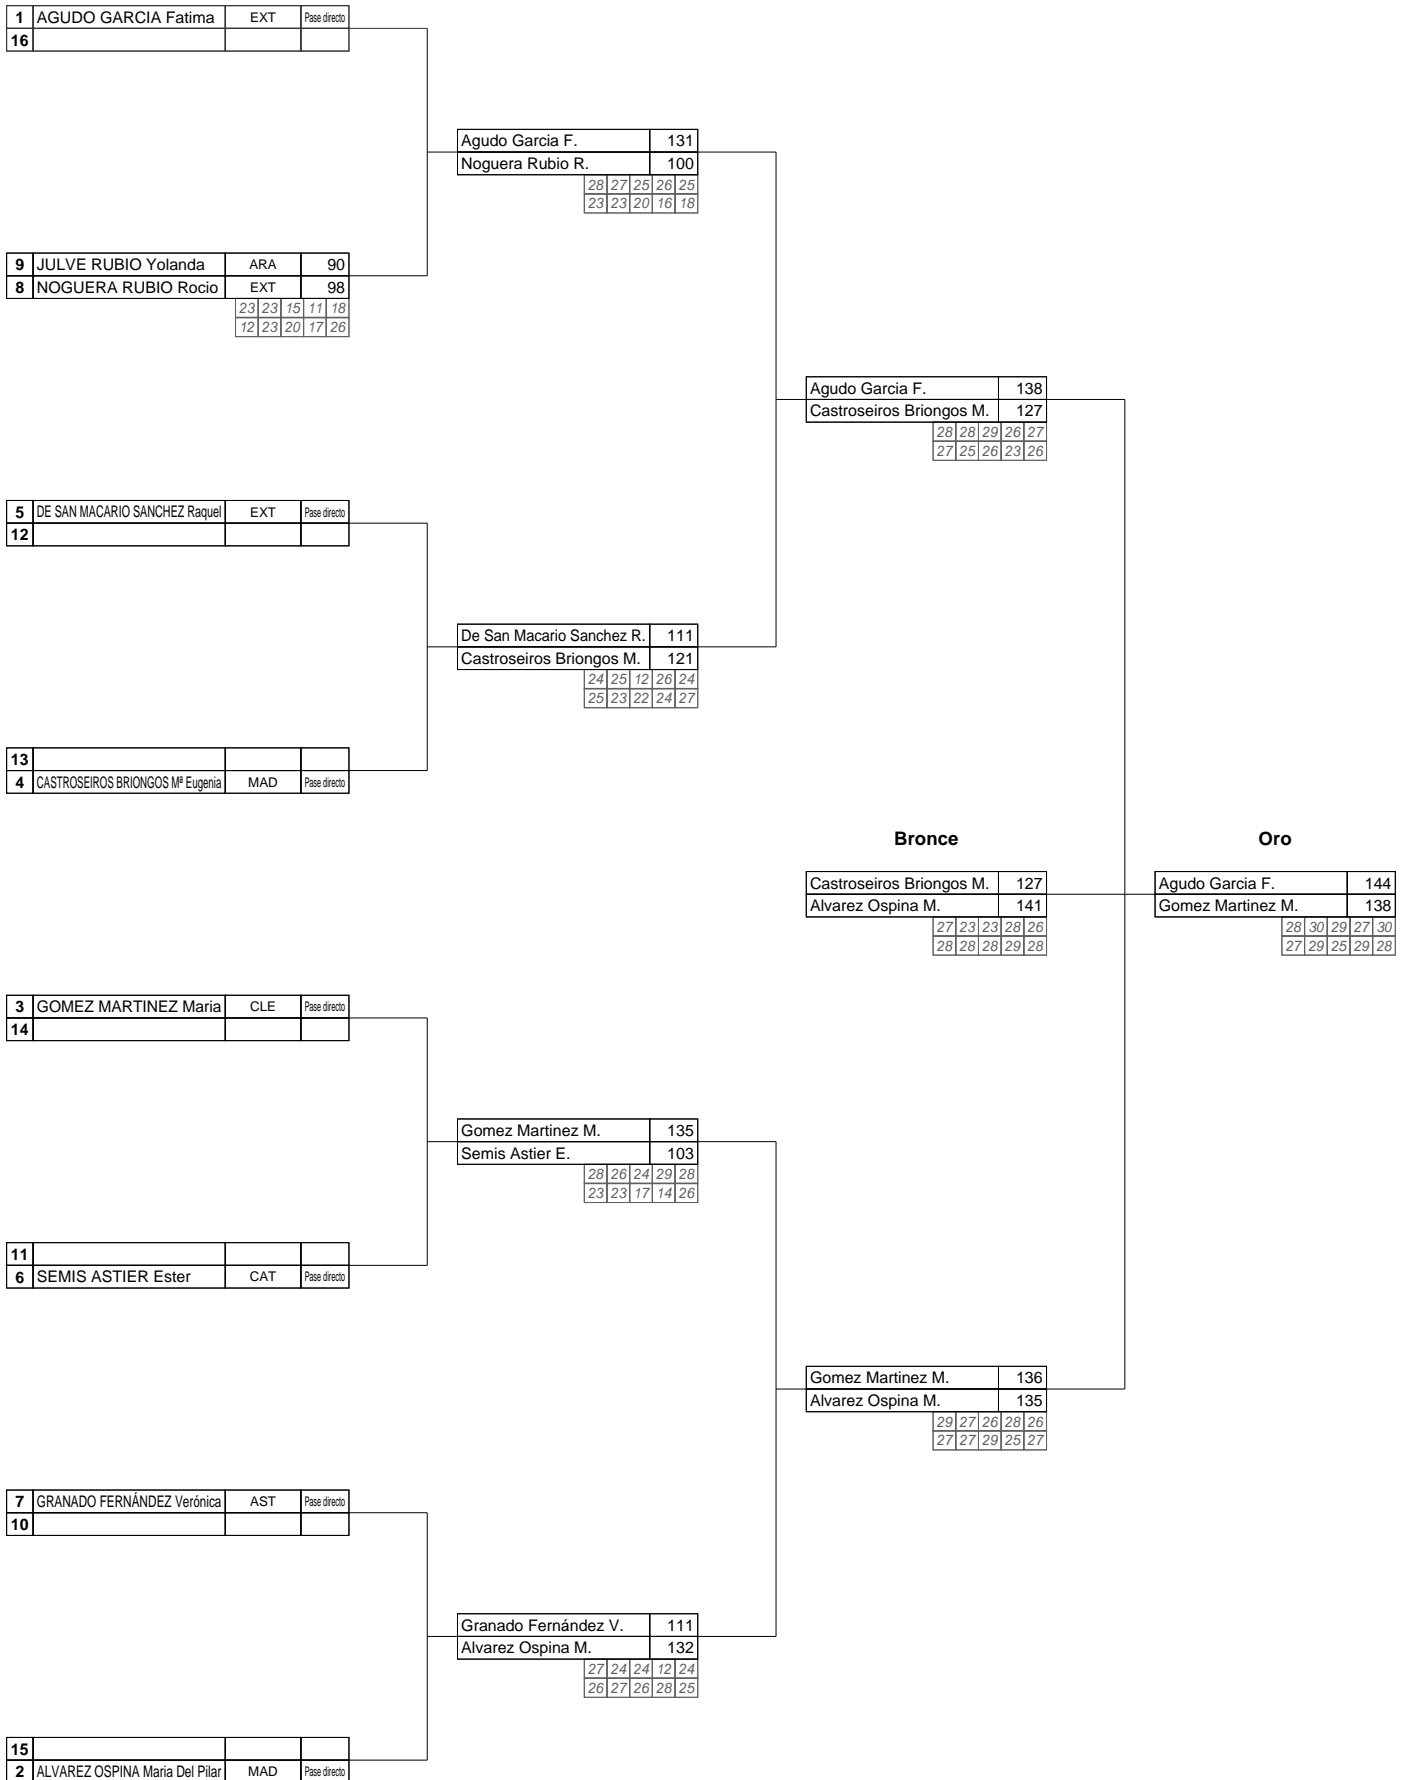 1 AGUDO GARCIA Fatima EXT Pase directo
16
Agudo Garcia F. 131
Noguera Rubio R. 100
28 27 25 26 25
23 23 20 16 18
9 JULVE RUBIO Yolanda ARA 90
8 NOGUERA RUBIO Rocio EXT 98
23 23 15 11 18
12 23 20 17 26
Agudo Garcia F. 138
Castroseiros Briongos M. 127
28 28 29 26 27
27 25 26 23 26
5 DE SAN MACARIO SANCHEZ Raquel EXT Pase directo
12
De San Macario Sanchez R. 111
Castroseiros Briongos M. 121
24 25 12 26 24
25 23 22 24 27
13
4 CASTROSEIROS BRIONGOS Mª Eugenia MAD Pase directo
Bronce Oro
Castroseiros Briongos M. 127 Agudo Garcia F. 144
Alvarez Ospina M. 141 Gomez Martinez M. 138
27 23 23 28 26 28 30 29 27 30
28 28 28 29 28 27 29 25 29 28
3 GOMEZ MARTINEZ Maria CLE Pase directo
14
Gomez Martinez M. 135
Semis Astier E. 103
28 26 24 29 28
23 23 17 14 26
11
6 SEMIS ASTIER Ester CAT Pase directo
Gomez Martinez M. 136
Alvarez Ospina M. 135
29 27 26 28 26
27 27 29 25 27
7 GRANADO FERNÁNDEZ Verónica AST Pase directo
10
Granado Fernández V. 111
Alvarez Ospina M. 132
27 24 24 12 24
26 27 26 28 25
15
2 ALVAREZ OSPINA Maria Del Pilar MAD Pase directo